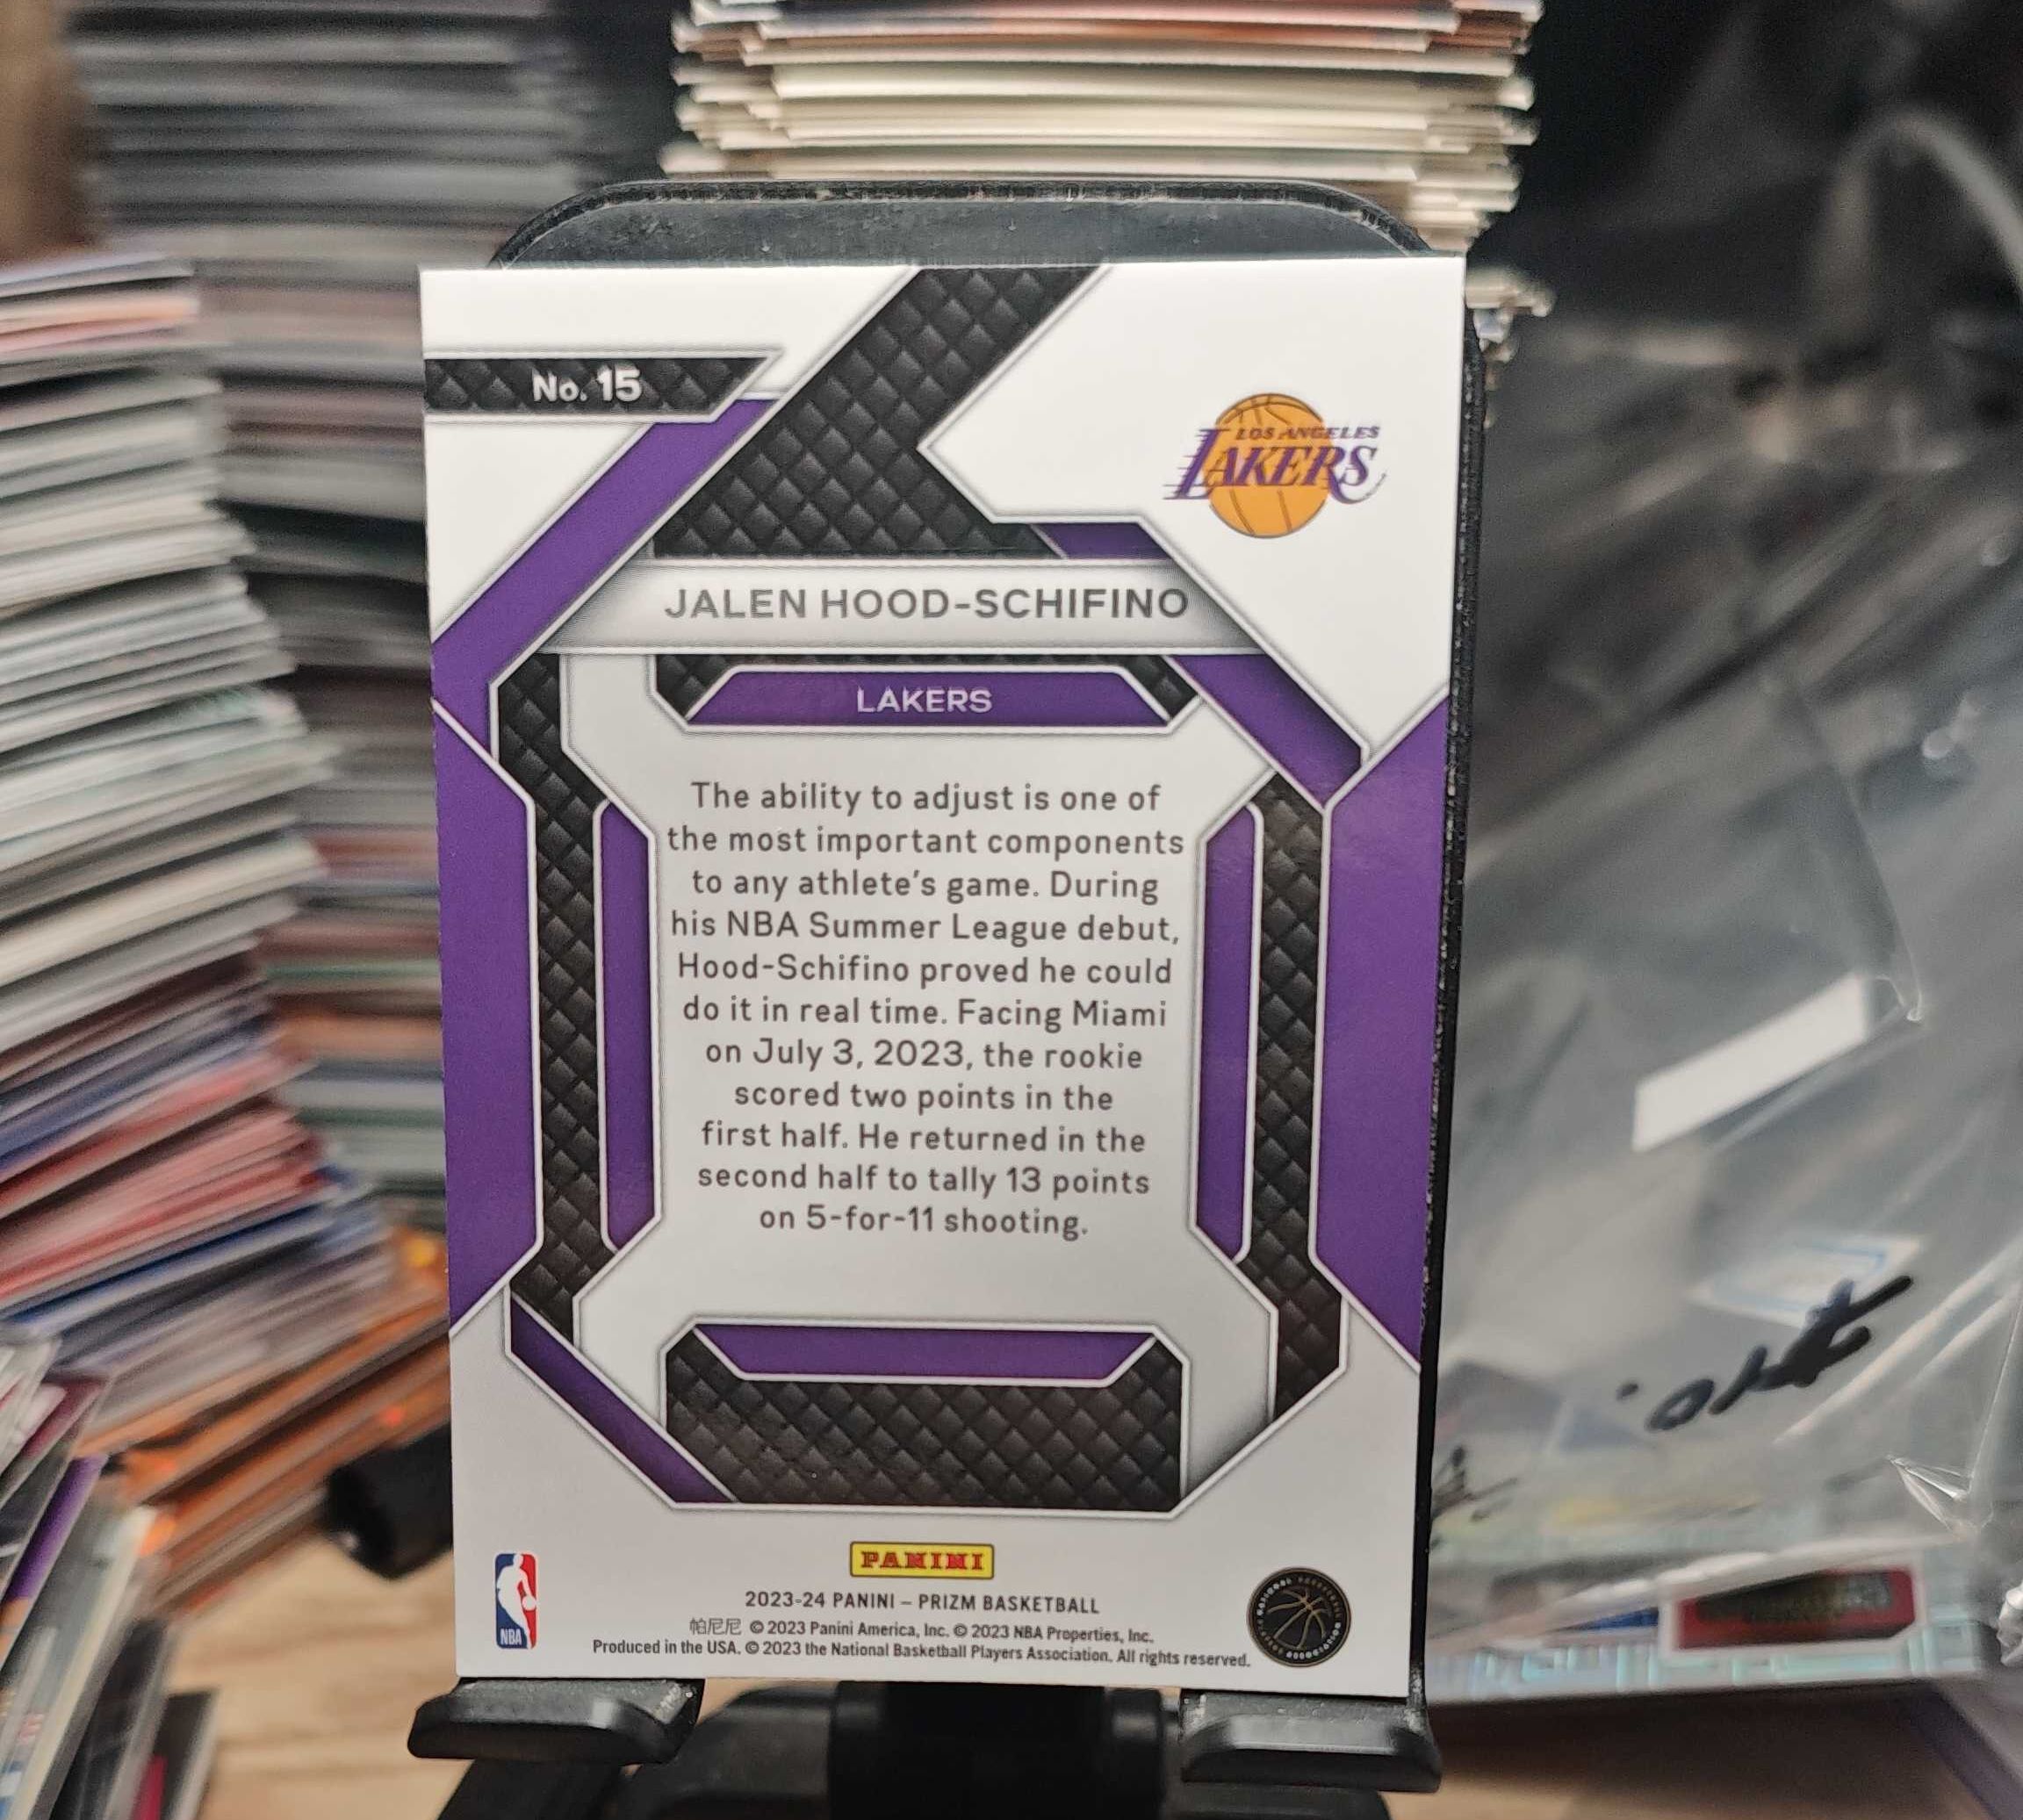 No. 15
LOS ANGELES
LAKERS
JALEN HOOD-SCHIFINO
LAKERS
The ability to adjust is one of
the most important components
to any athlete's game. During
his NBA Summer League debut,
Hood-Schifino proved he could
do it in real time. Facing Miami
on July 3, 2023, the rookie
scored two points in the
first half. He returned in the
second half to tally 13 points
on 5-for-11 shooting.
PANINI
2023-24 PANINI – PRIZM BASKETBALL
帕尼尼 © 2023 Panini America, Inc. © 2023 NBA Properties, Inc.
Produced in the USA. © 2023 the National Basketball Players Association. All rights reserved.
NBA